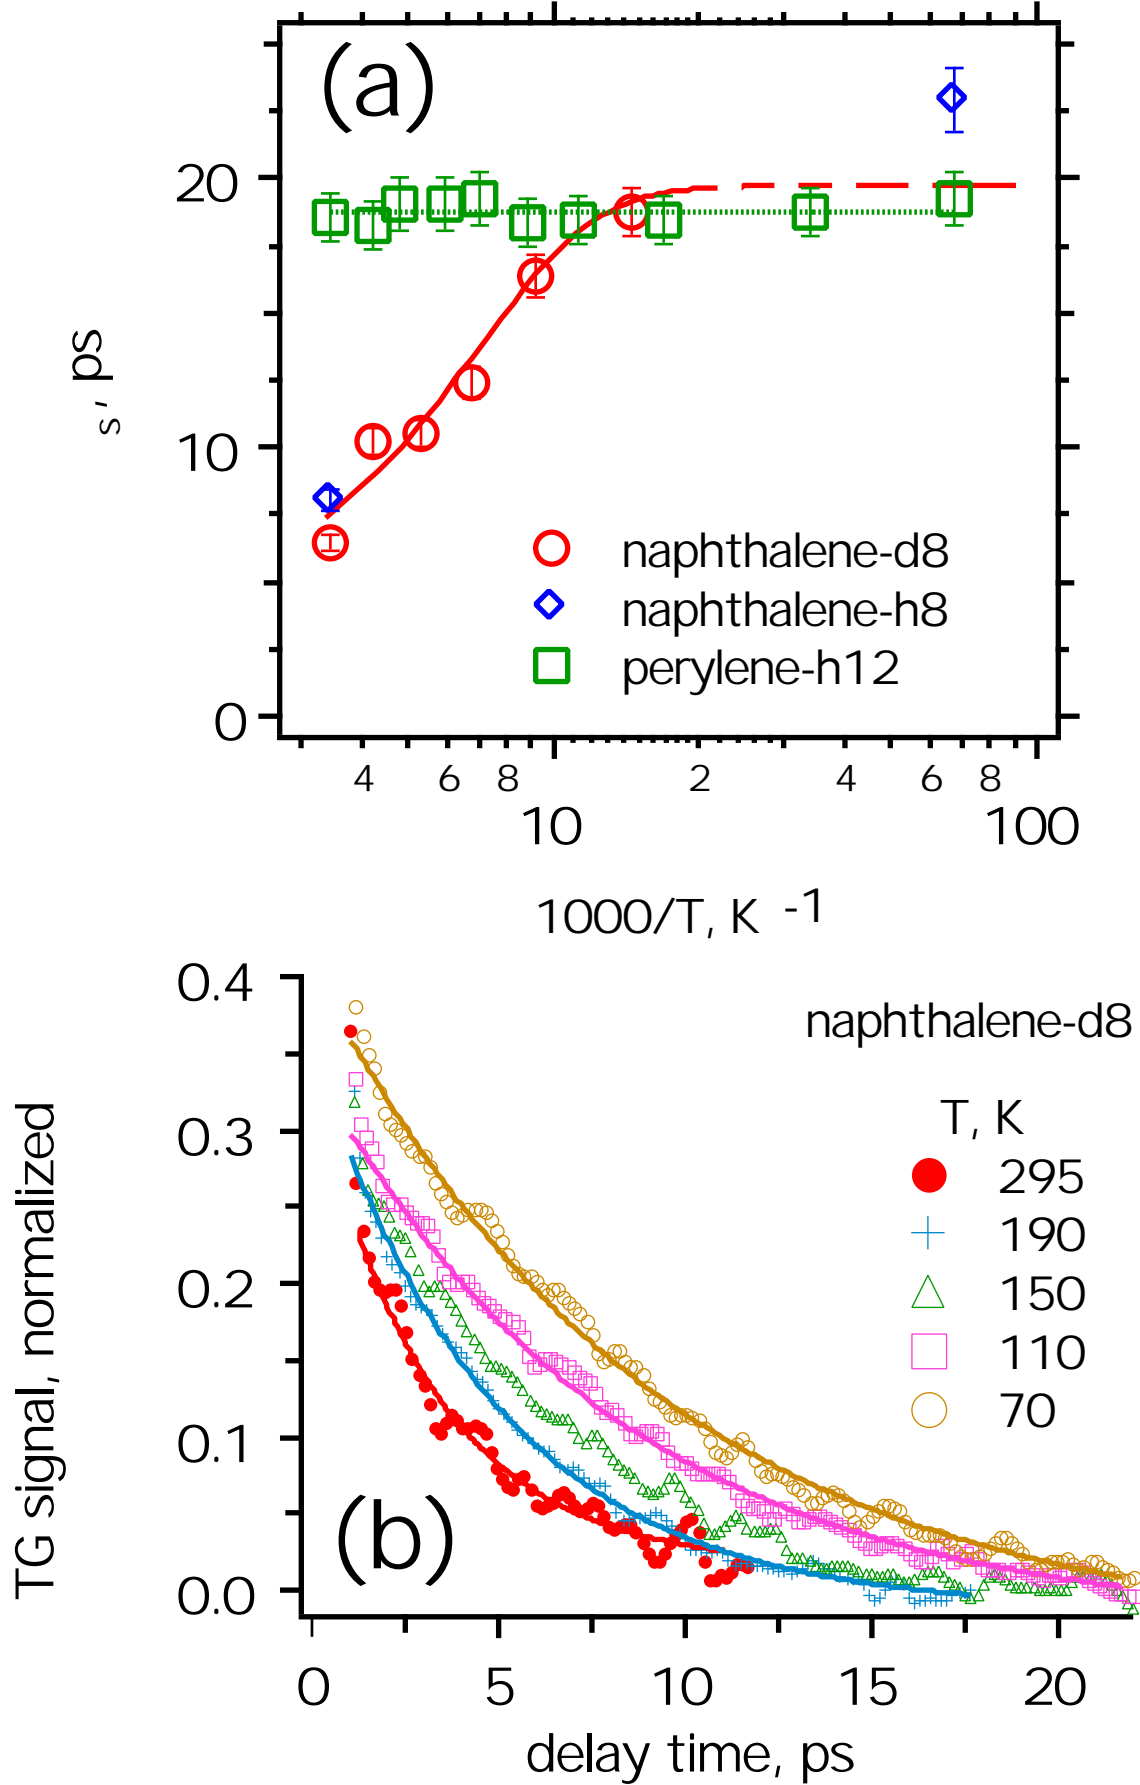 (a)
20
10
0
s, ps
naphthalene-d8
naphthalene-h8
perylene-h12
4 6 8 2 4 6 8
10 100
1000/T, K -1
0.4
0.3
0.2
0.1
0.0
TG signal, normalized
naphthalene-d8
T, K
295
190
150
110
70
(b)
0 5 10 15 20
delay time, ps